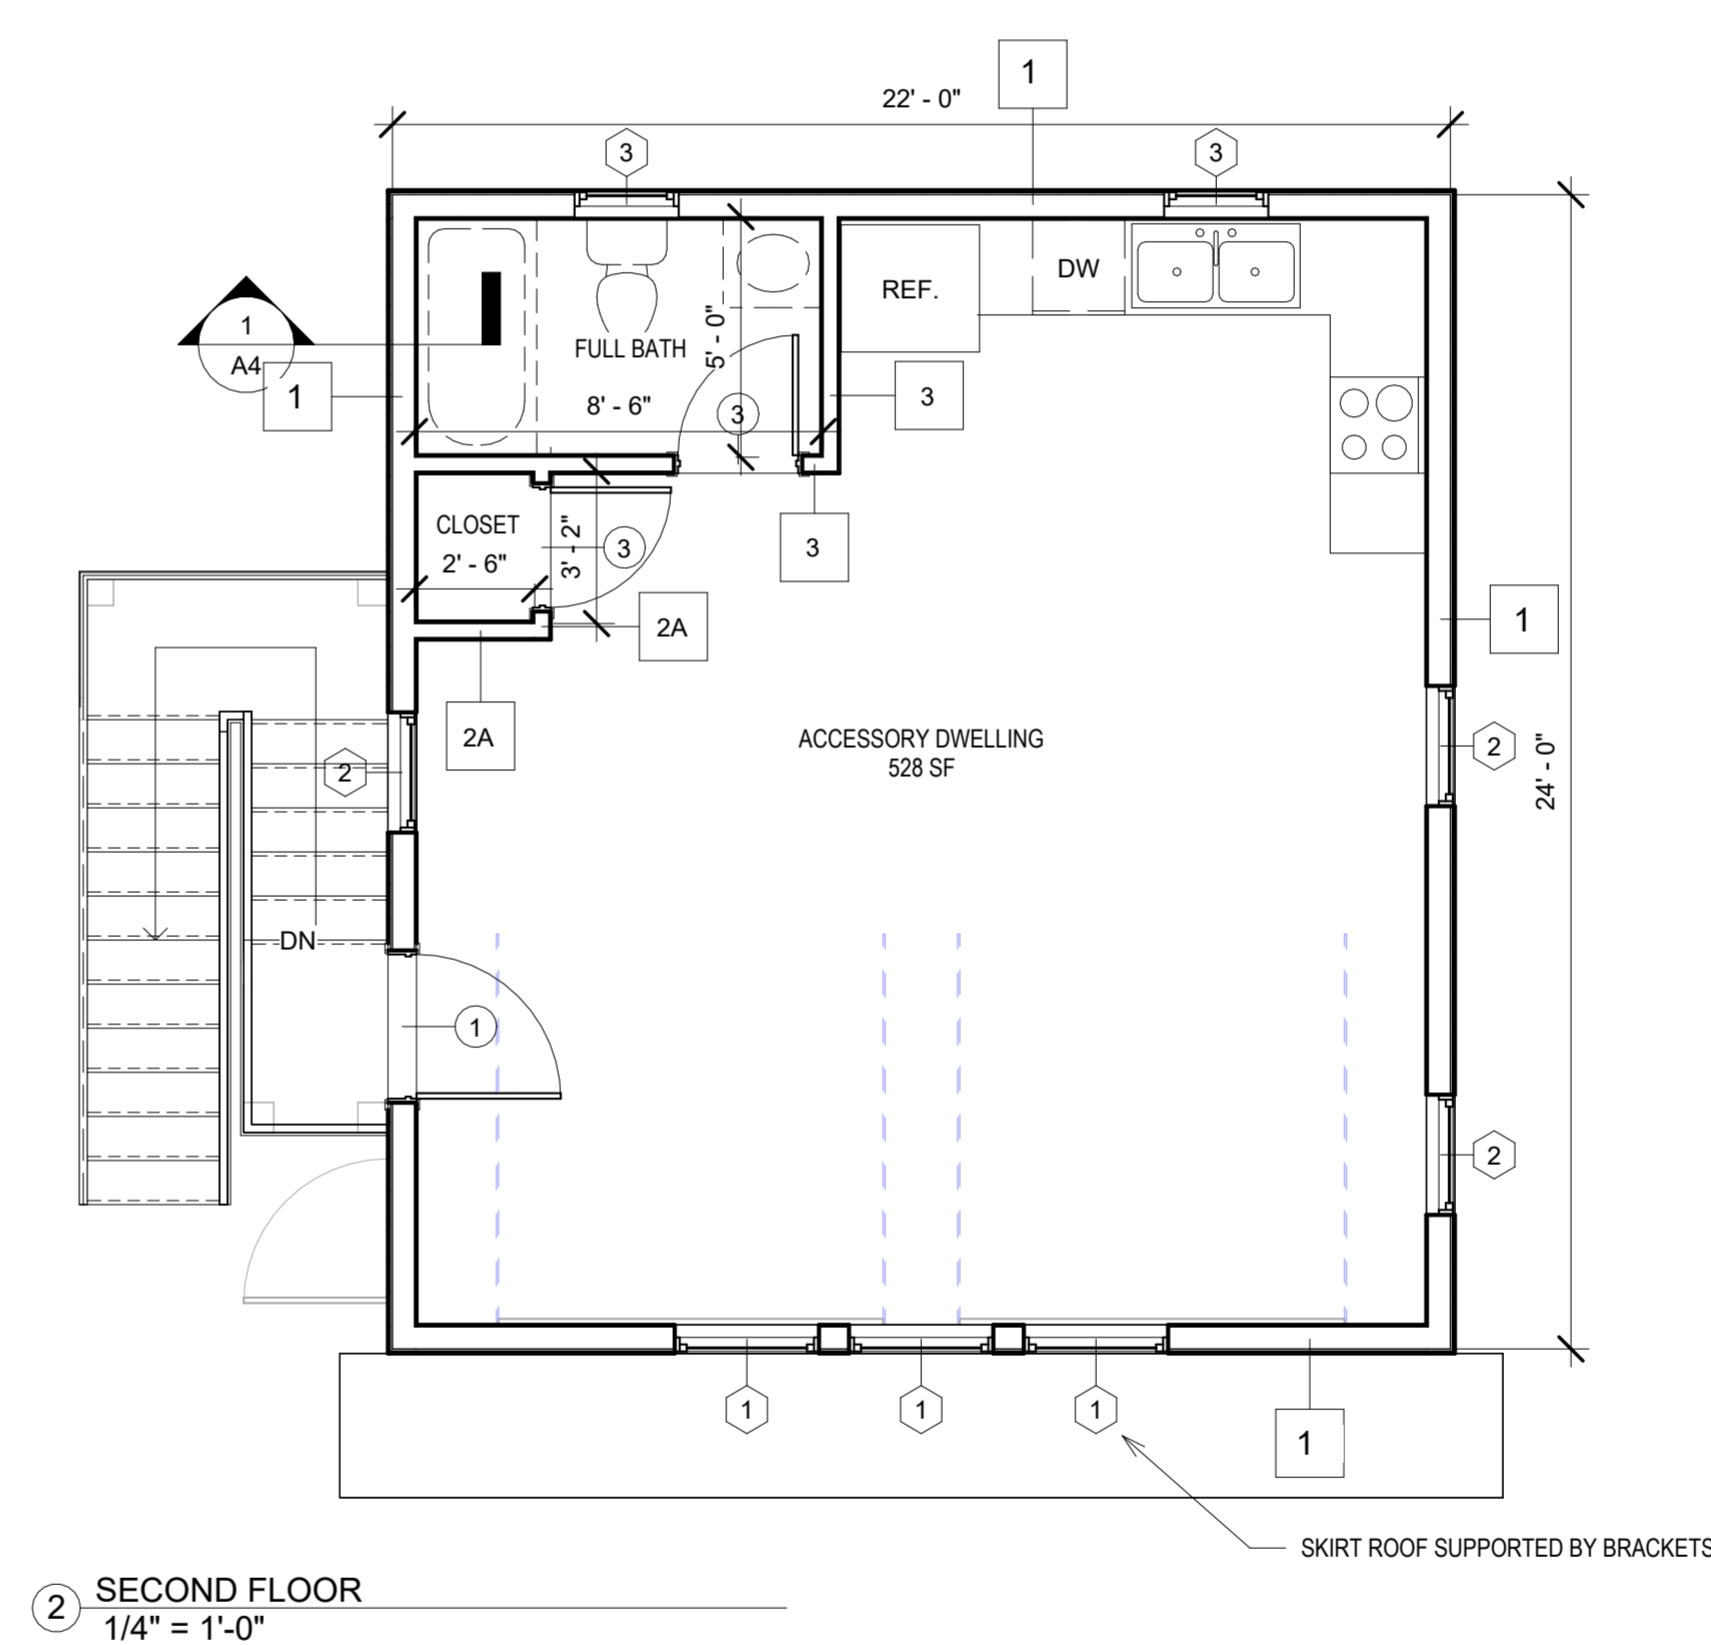 1
22' - 0"
3
3
REF.
DW
1
A4
1
FULL BATH
5' - 0"
8' - 6"
3
3
3
CLOSET
2' - 6"
3' - 2"
3
2A
2A
1
ACCESSORY DWELLING
528 SF
2
2
24' - 0"
DN
1
2
1
1
1
1
SKIRT ROOF SUPPORTED BY BRACKETS
2
SECOND FLOOR
1/4" = 1'-0"